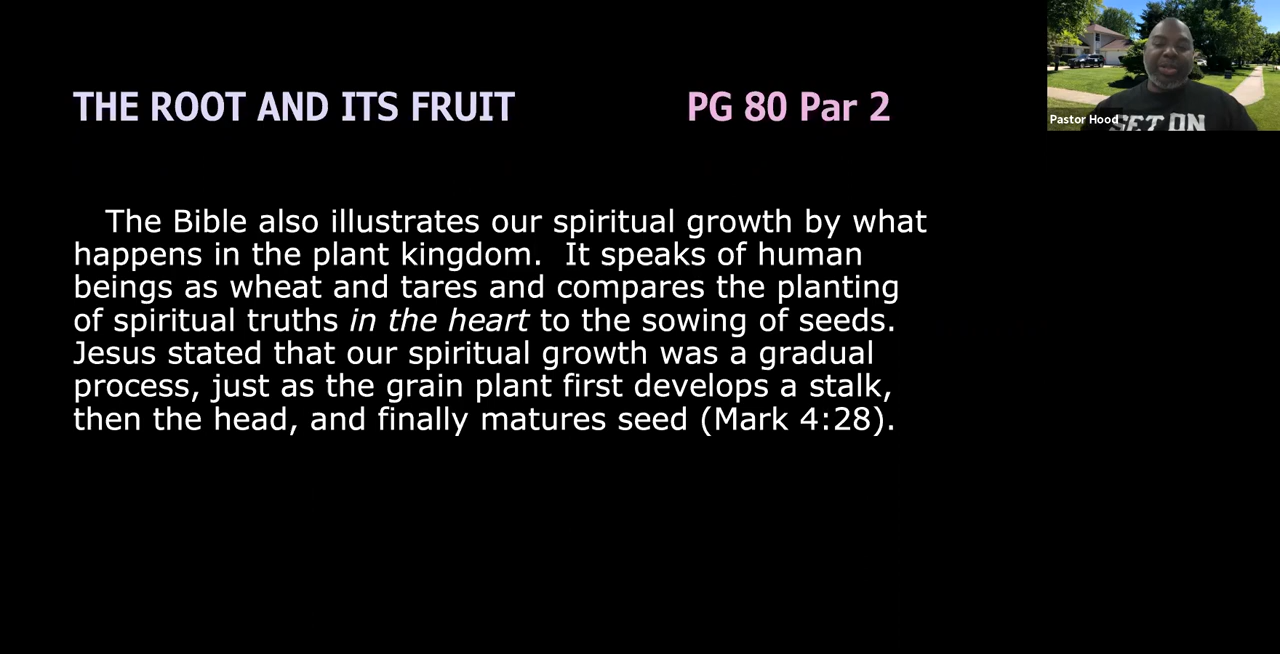 THE ROOT AND ITS FRUIT
PG 80 Par 2
Pastor Hood
SET ON
The Bible also illustrates our spiritual growth by what
happens in the plant kingdom.  It speaks of human
beings as wheat and tares and compares the planting
of spiritual truths in the heart to the sowing of seeds.
Jesus stated that our spiritual growth was a gradual
process, just as the grain plant first develops a stalk,
then the head, and finally matures seed (Mark 4:28).